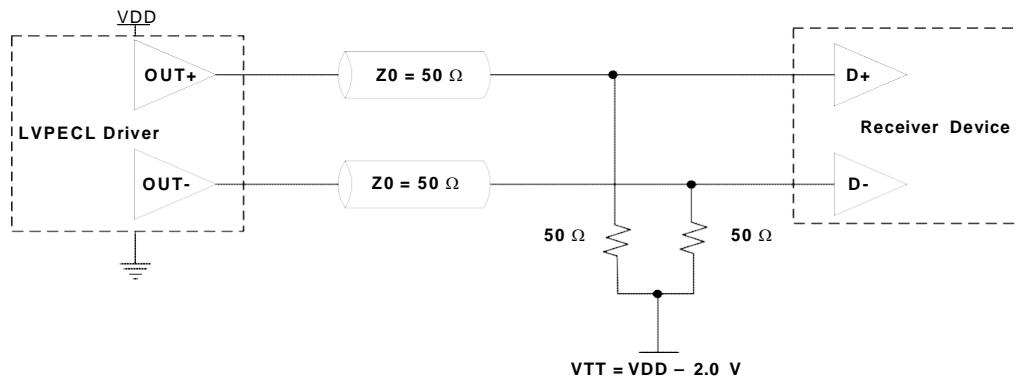 VDD
OUT+
Z0 = 50 Ω
D+
LVPECL Driver
Receiver Device
OUT-
Z0 = 50 Ω
D-
50 Ω
50 Ω
VTT = VDD – 2.0 V